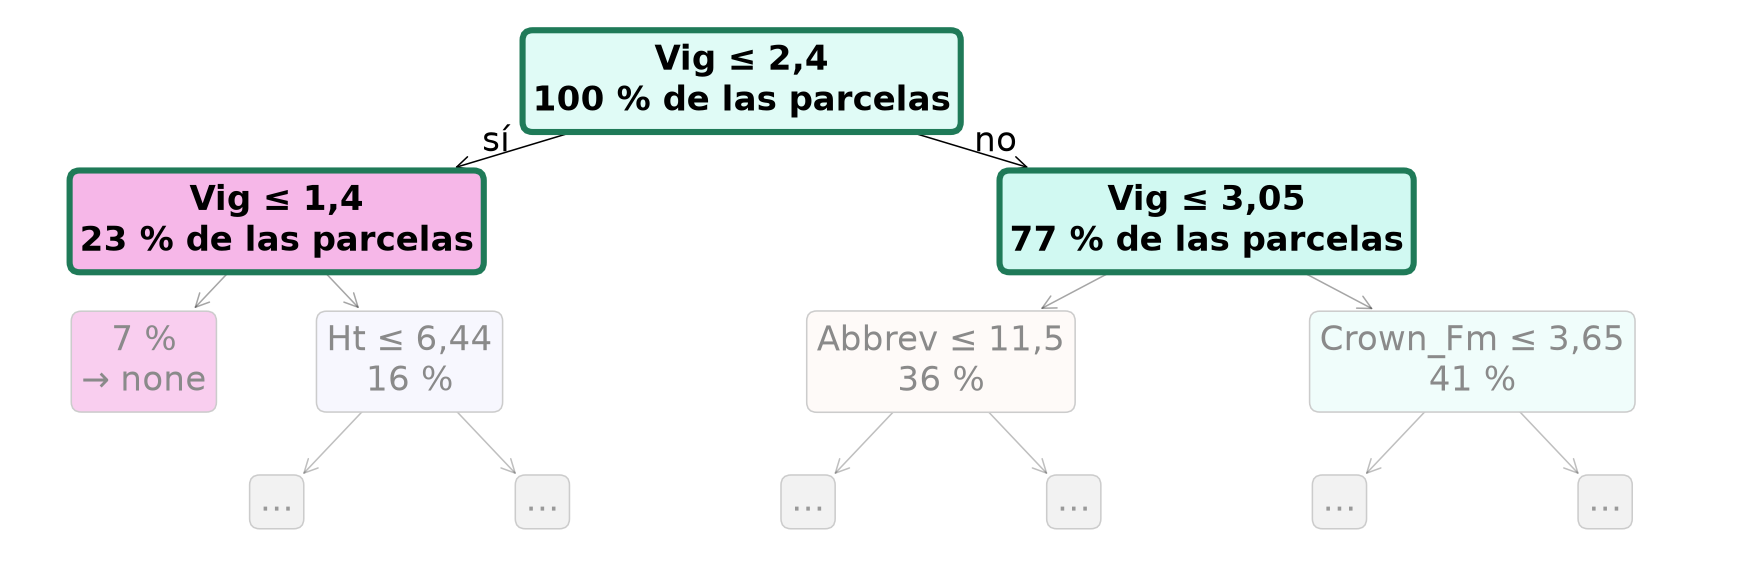 Vig ≤ 2,4
100 % de las parcelas
sí
no
Vig ≤ 1,4
23 % de las parcelas
Vig ≤ 3,05
77 % de las parcelas
7 %
→ none
Ht ≤ 6,44
16 %
Abbrev ≤ 11,5
36 %
Crown_Fm ≤ 3,65
41 %
...
...
...
...
...
...